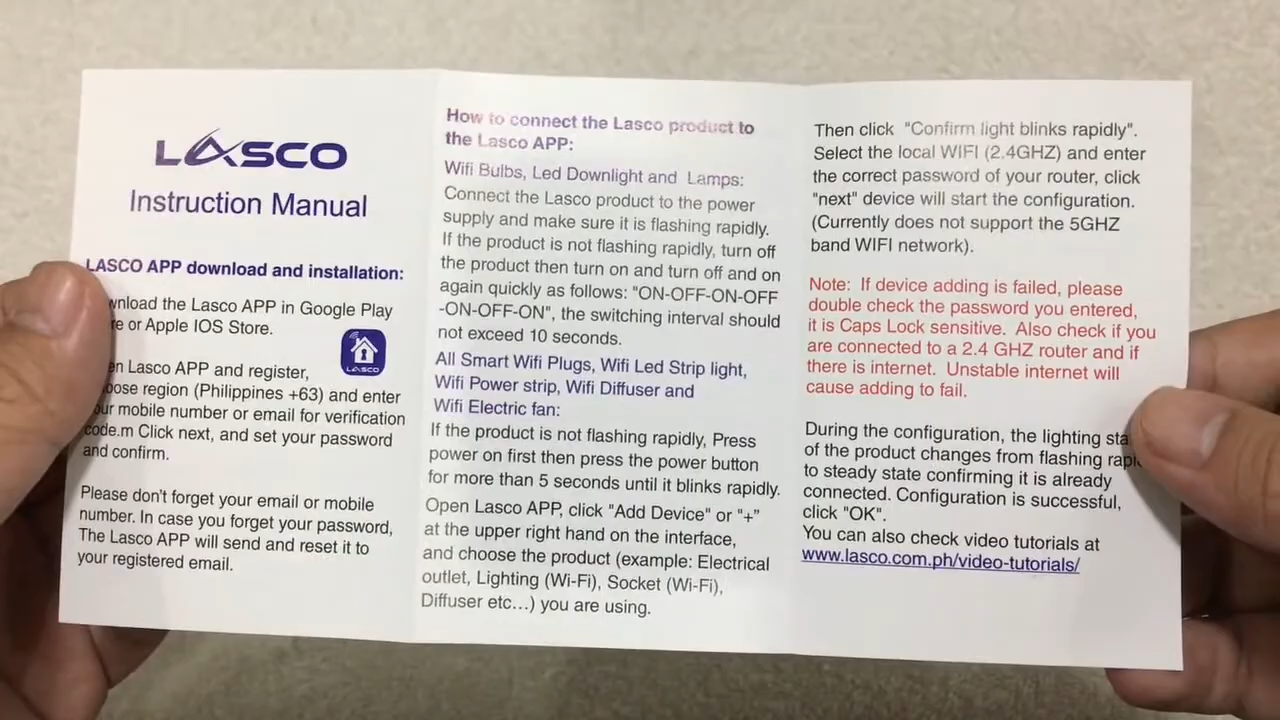 LASCO
Instruction Manual
LASCO APP download and installation:
the Lasco APP in Google Play
or Apple IOS Store.
Lasco APP and register,
region (Philippines +63) and enter
mobile number or email for verification
code.m Click next, and set your password
and confirm.
LASCO
Please don't forget your email or mobile
number. In case you forget your password,
The Lasco APP will send and reset it to
your registered email.
How to connect the Lasco product to
the Lasco APP:
Wifi Bulbs, Led Downlight and Lamps:
Connect the Lasco product to the power
supply and make sure it is flashing rapidly.
If the product is not flashing rapidly, turn off
the product then turn on and turn off and on
again quickly as follows: "ON-OFF-ON-OFF
-ON-OFF-ON", the switching interval should
not exceed 10 seconds.
All Smart Wifi Plugs, Wifi Led Strip light,
Wifi Power strip, Wifi Diffuser and
Wifi Electric fan:
If the product is not flashing rapidly, Press
power on first then press the power button
for more than 5 seconds until it blinks rapidly.
Open Lasco APP, click "Add Device" or "+"
at the upper right hand on the interface,
and choose the product (example: Electrical
outlet, Lighting (Wi-Fi), Socket (Wi-Fi),
Diffuser etc...) you are using.
Then click "Confirm light blinks rapidly".
Select the local WIFI (2.4GHZ) and enter
the correct password of your router, click
"next" device will start the configuration.
(Currently does not support the 5GHZ
band WIFI network).
Note: If device adding is failed, please
double check the password you entered,
it is Caps Lock sensitive. Also check if you
are connected to a 2.4 GHZ router and if
there is internet. Unstable internet will
cause adding to fail.
During the configuration, the lighting
of the product changes from flashing
to steady state confirming it is already
connected. Configuration is successful,
click "OK".
You can also check video tutorials at
www.lasco.com.ph/video-tutorials/